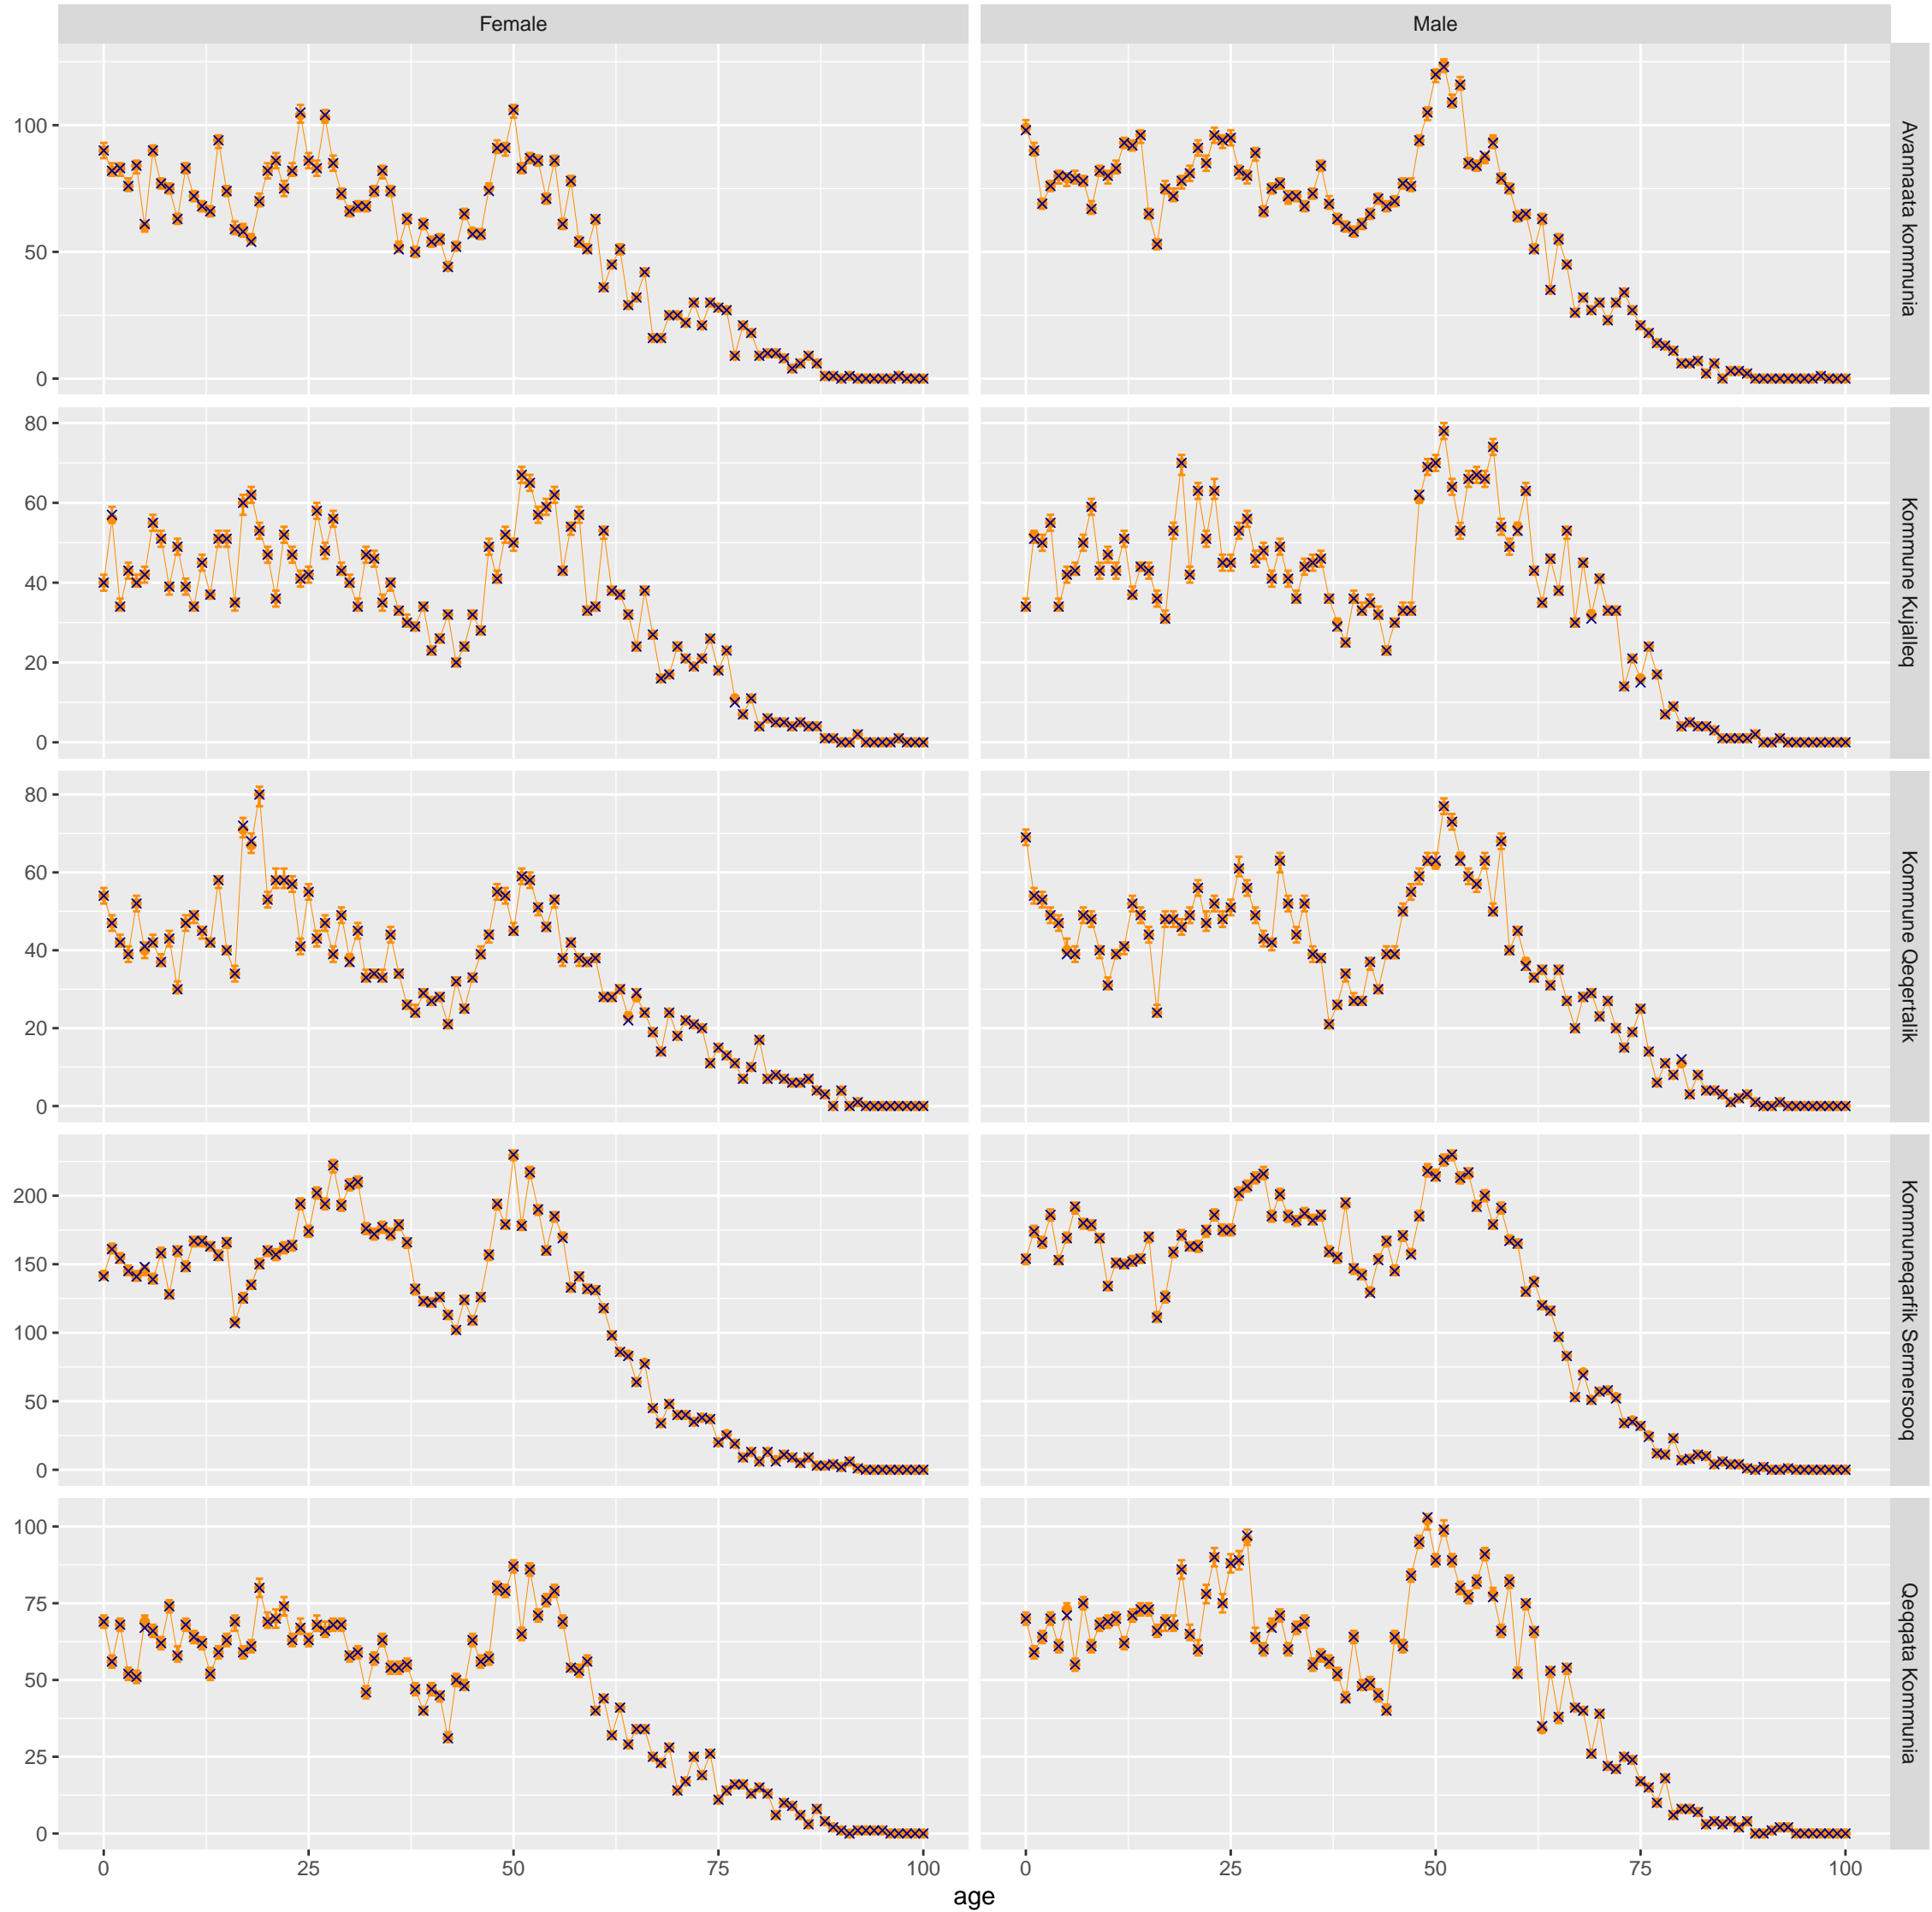 Female
Male
100
50
0
Avannaata kommunia
80
60
40
20
0
Kommune Kujalleq
80
60
40
20
0
Kommune Qeqertalik
200
150
100
50
0
Kommuneqarfik Sermersooq
100
75
50
25
0
Qeqqata Kommunia
0 25 50 75 100
0 25 50 75 100
age